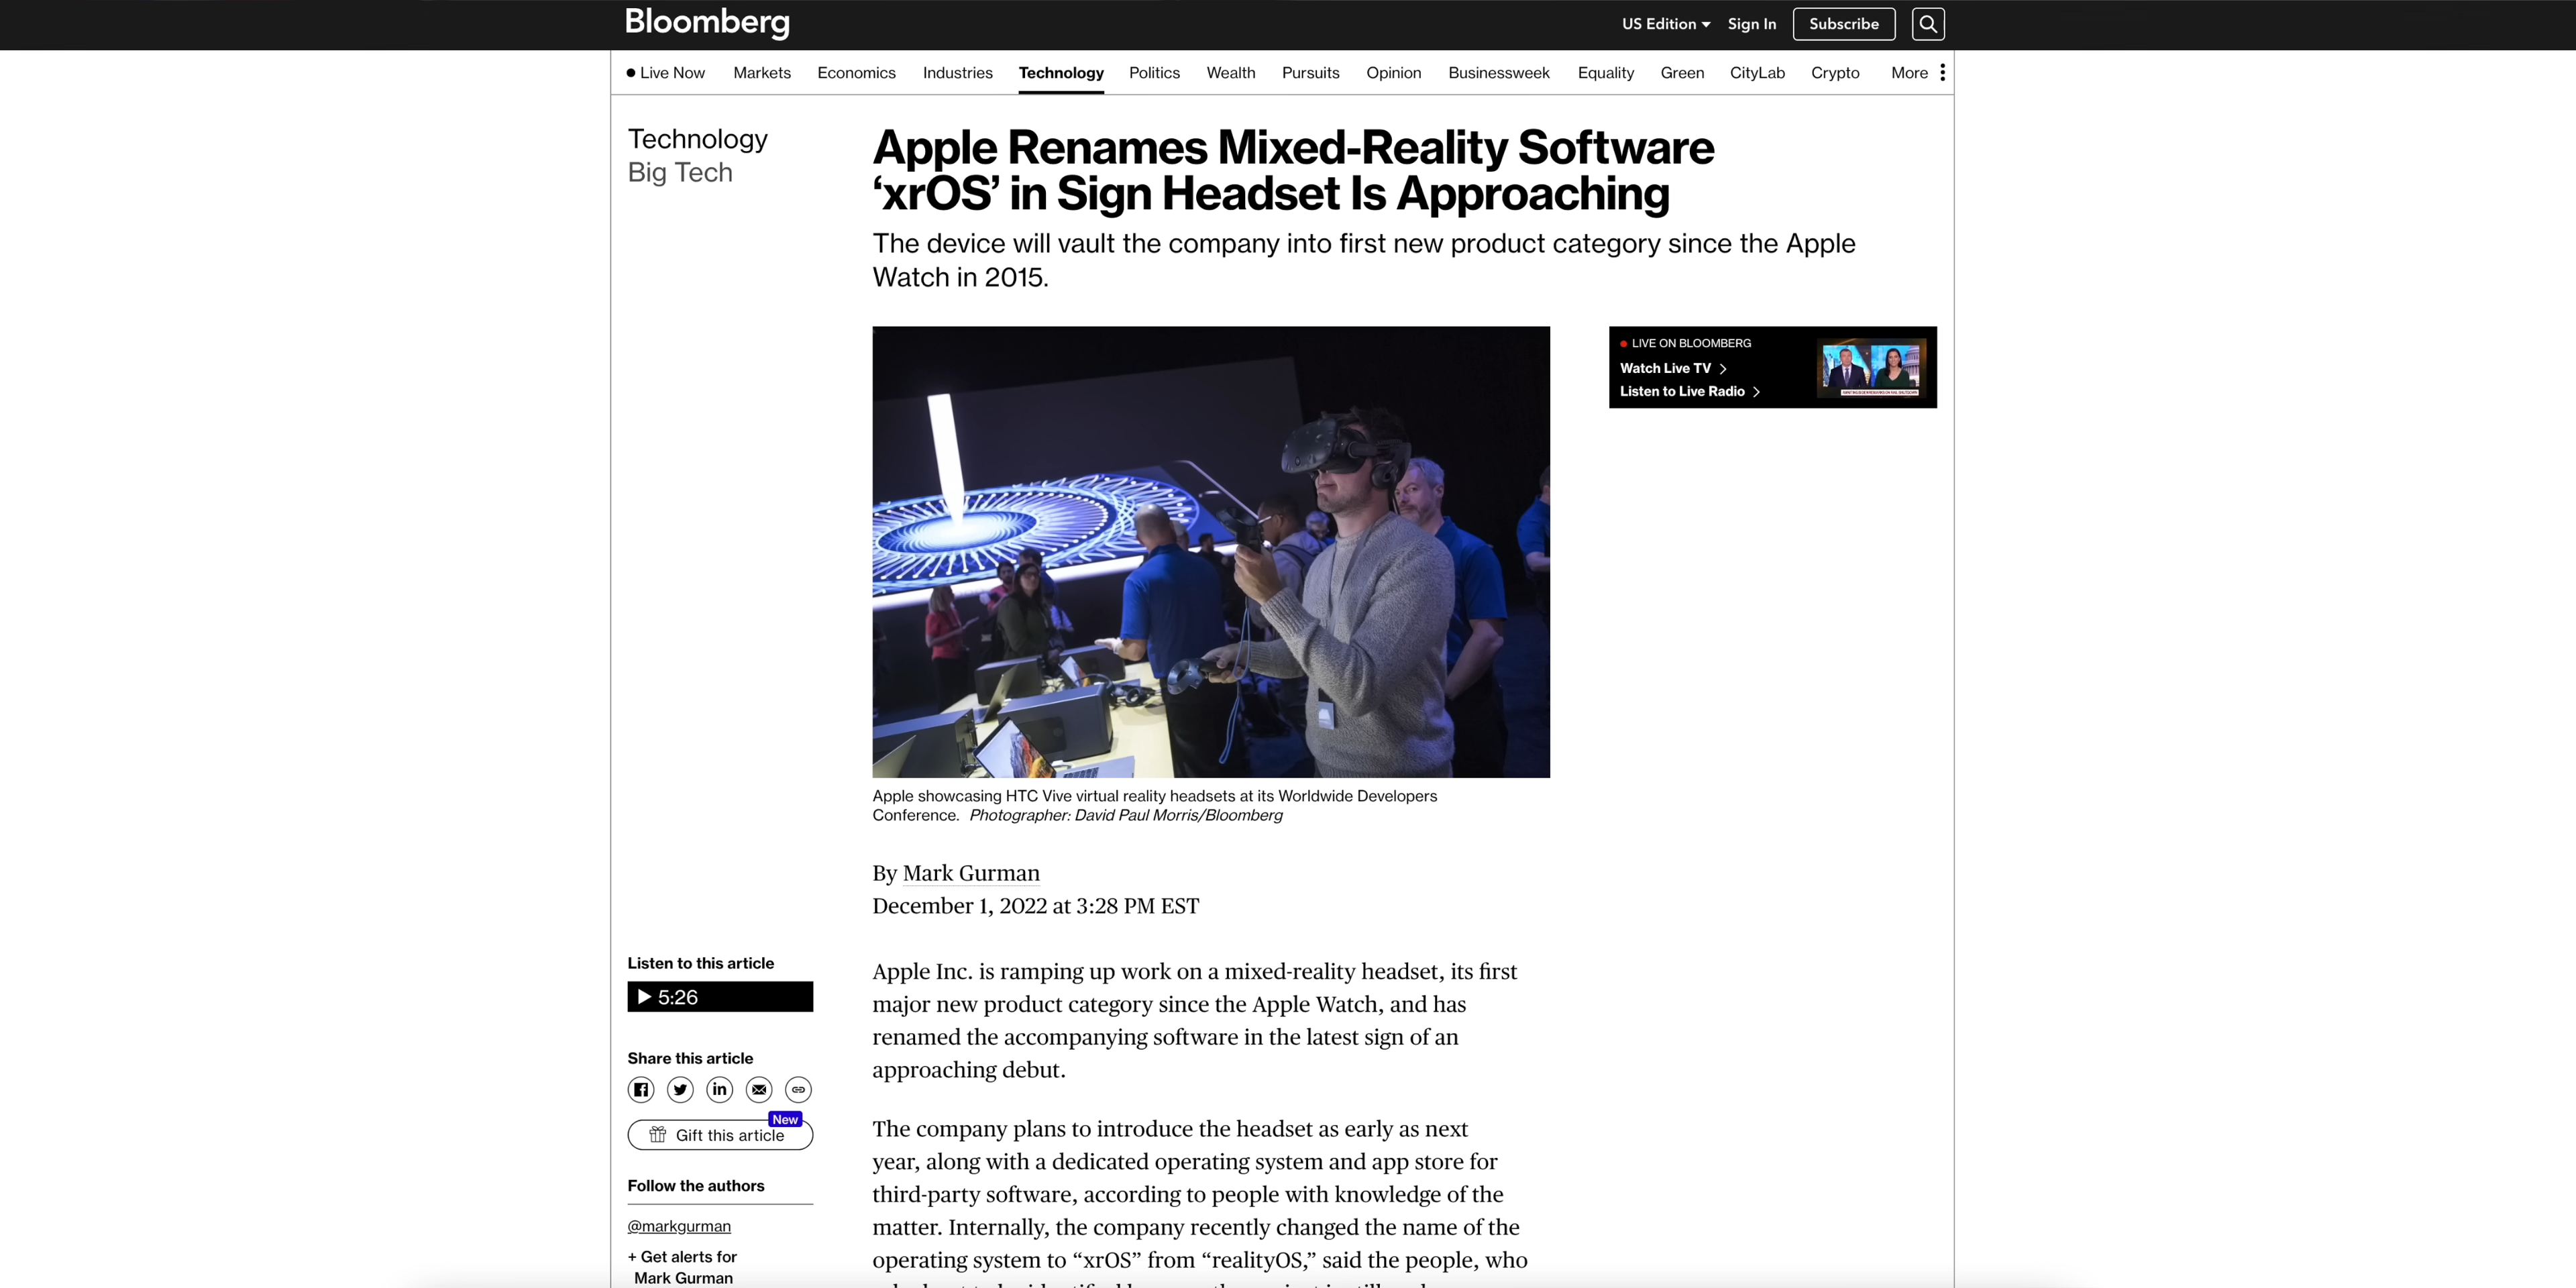 Bloomberg
US Edition Sign In Subscribe
Live Now Markets Economics Industries Technology Politics Wealth Pursuits Opinion Businessweek Equality Green CityLab Crypto More
Technology
Big Tech
Apple Renames Mixed-Reality Software
‘xrOS’ in Sign Headset Is Approaching
The device will vault the company into first new product category since the Apple
Watch in 2015.
LIVE ON BLOOMBERG
Watch Live TV
Listen to Live Radio
Apple showcasing HTC Vive virtual reality headsets at its Worldwide Developers
Conference. Photographer: David Paul Morris/Bloomberg
By Mark Gurman
December 1, 2022 at 3:28 PM EST
Listen to this article
5:26
Share this article
New
Gift this article
Follow the authors
@markgurman
+ Get alerts for
Mark Gurman
Apple Inc. is ramping up work on a mixed-reality headset, its first
major new product category since the Apple Watch, and has
renamed the accompanying software in the latest sign of an
approaching debut.
The company plans to introduce the headset as early as next
year, along with a dedicated operating system and app store for
third-party software, according to people with knowledge of the
matter. Internally, the company recently changed the name of the
operating system to “xrOS” from “realityOS,” said the people, who